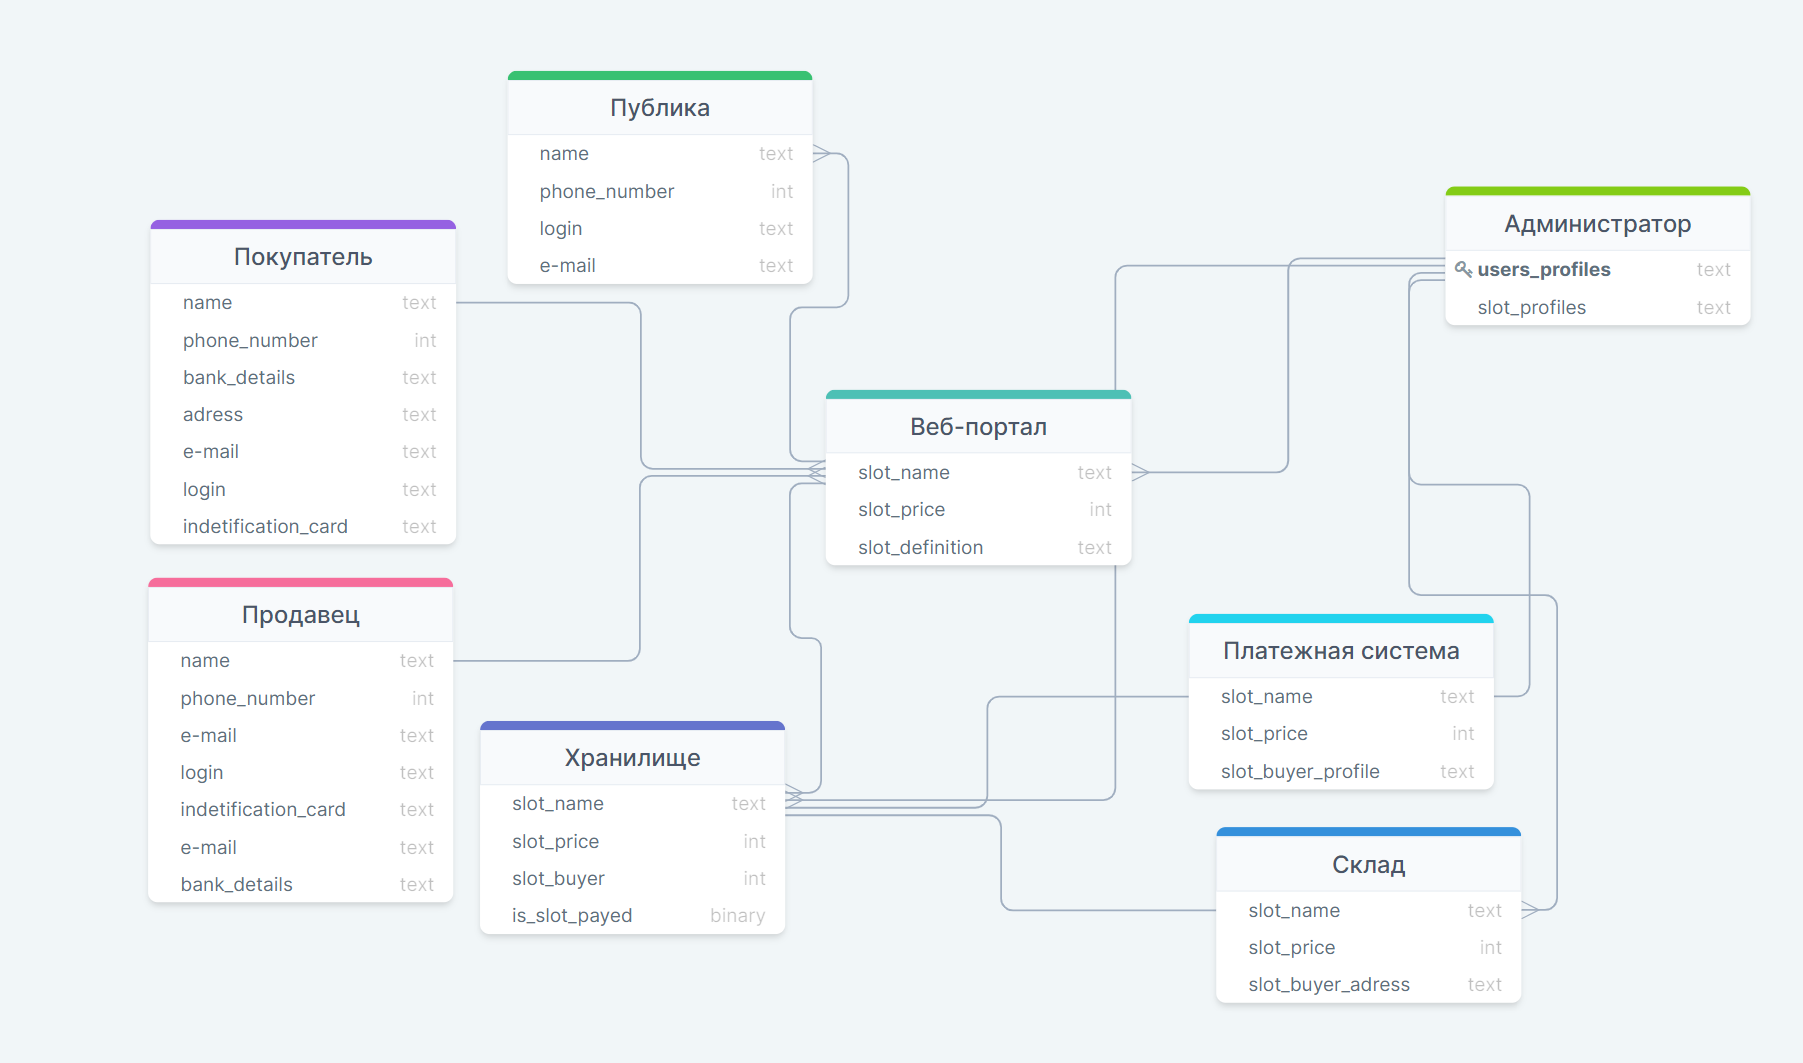 Публика
name text
phone_number int
login text
e-mail text
Покупатель
name text
phone_number int
bank_details text
adress text
e-mail text
login text
indetification_card text
Администратор
users_profiles text
slot_profiles text
Веб-портал
slot_name text
slot_price int
slot_definition text
Продавец
name text
phone_number int
e-mail text
login text
indetification_card text
e-mail text
bank_details text
Хранилище
slot_name text
slot_price int
slot_buyer int
is_slot_payed binary
Платежная система
slot_name text
slot_price int
slot_buyer_profile text
Склад
slot_name text
slot_price int
slot_buyer_adress text